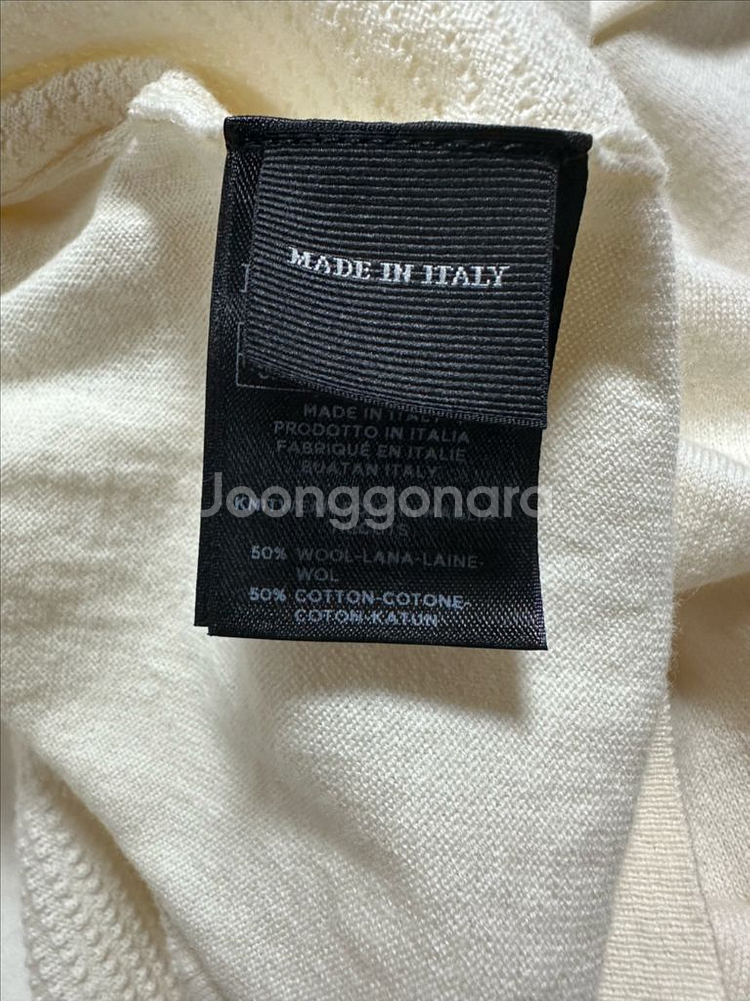 MADE IN ITALY
MADE IN ITALY
PRODOTTO IN ITALIA
FABRIQUÉ EN ITALIE
BUATAN ITALY
Joonggonara
50% WOOL-LANA-LAINE-
WOL
50% COTTON-COTONE-
COTON-KATUN